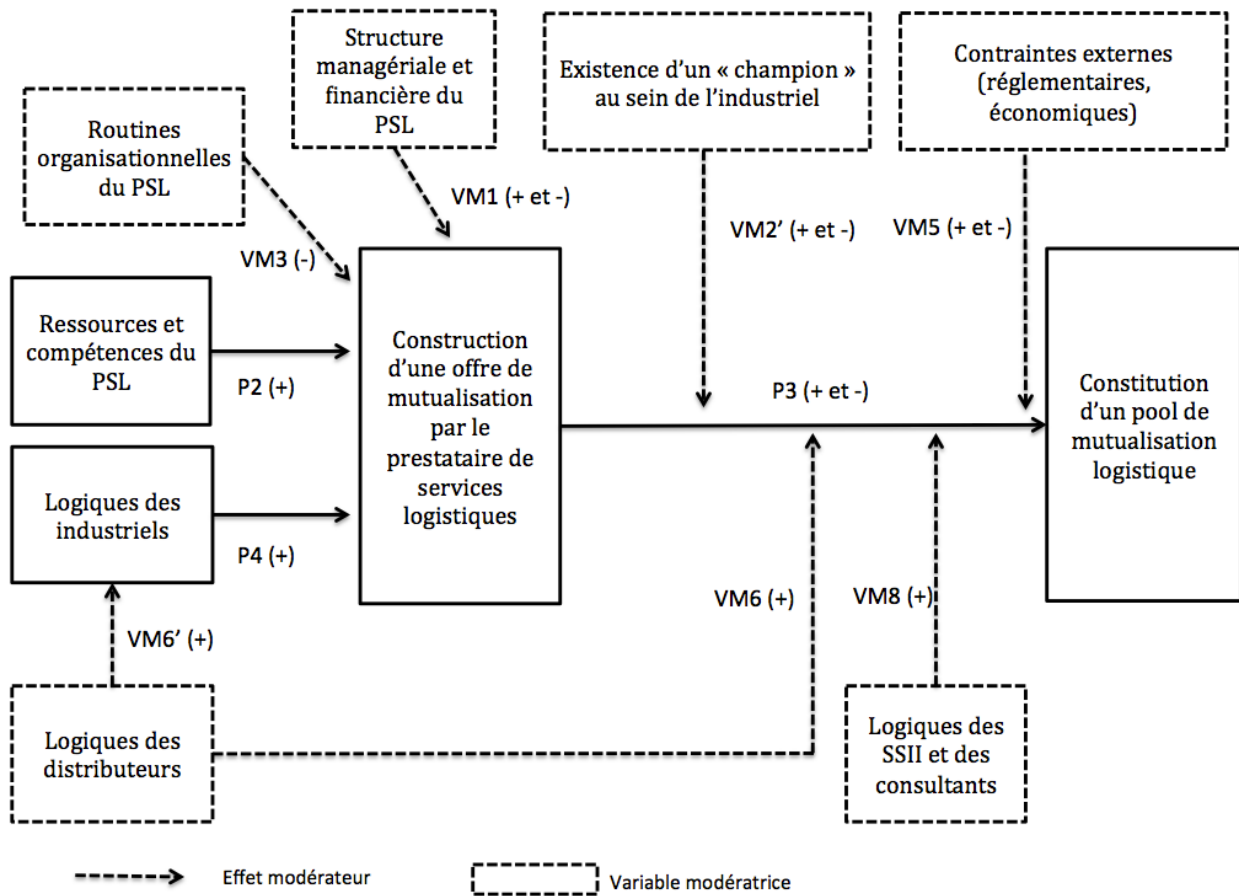 Structure
managériale et
financière du
PSL
Existence d'un « champion »
au sein de l'industriel
Contraintes externes
(réglementaires,
économiques)
Routines
organisationnelles
du PSL
VM1 (+ et -)
VM2' (+ et -)
VM5 (+ et -)
VM3 (-)
Ressources et
compétences du
PSL
P2 (+)
Construction
d'une offre de
mutualisation
par le
prestataire de
services
logistiques
P3 (+ et -)
Constitution
d'un pool de
mutualisation
logistique
Logiques des
industriels
P4 (+)
VM6' (+)
VM6 (+)
VM8 (+)
Logiques des
distributeurs
Logiques des
SSII et des
consultants
Effet modérateur
Variable modératrice